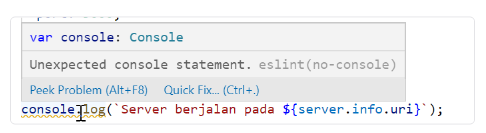 var console: Console
Unexpected console statement. eslint(no-console)
Peek Problem (Alt+F8) Quick Fix... (Ctrl+.)
console.log(`Server berjalan pada ${server.info.uri}`);